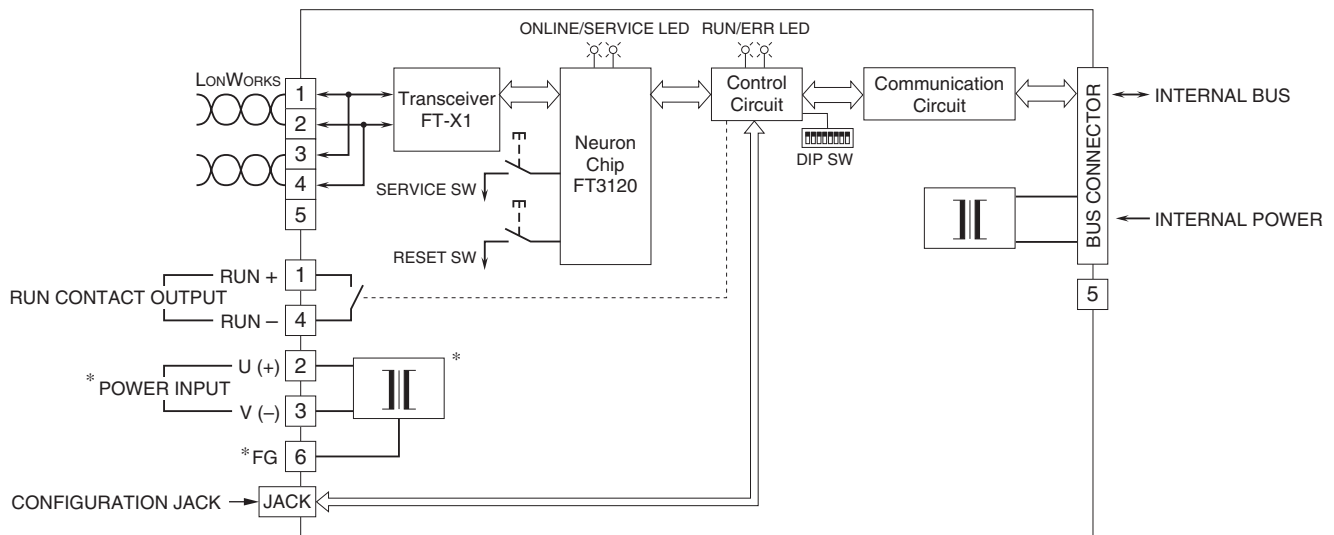 ONLINE/SERVICE LED
RUN/ERR LED
LONWORKS
1
2
3
4
5
Transceiver
FT-X1
Neuron
Chip
FT3120
Control
Circuit
Communication
Circuit
DIP SW
BUS CONNECTOR
INTERNAL BUS
INTERNAL POWER
5
SERVICE SW
RESET SW
RUN CONTACT OUTPUT
RUN +
1
RUN –
4
* POWER INPUT
U (+)
2
V (–)
3
*
* FG
6
CONFIGURATION JACK
JACK